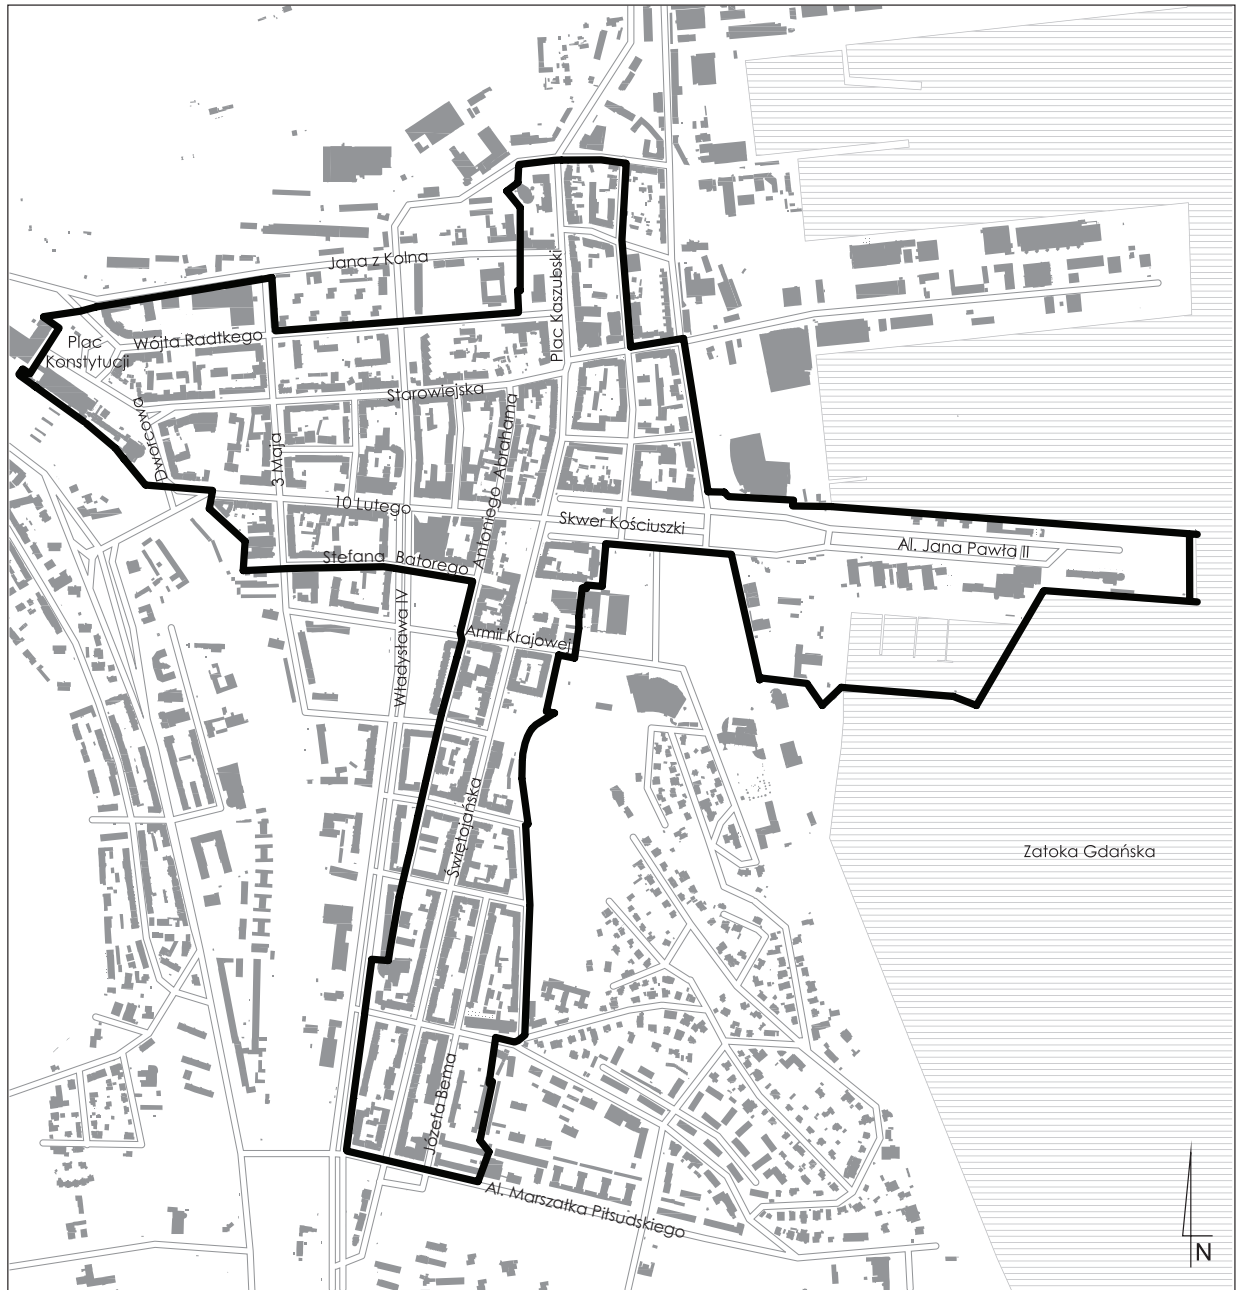 Jana z Kolna
Plac Kaszubski
Wójta Radtkego
Plac
Konstytucji
Starowiejska
Dworcowa
3 Maja
Antoniego Abrahama
10 Lutego
Skwer Kościuszki
Al. Jana Pawła II
Stefana Batorego
Władysława IV
Armii Krajowej
Świętojańska
Zatoka Gdańska
Józefa Bema
Al. Marszałka Piłsudskiego
N